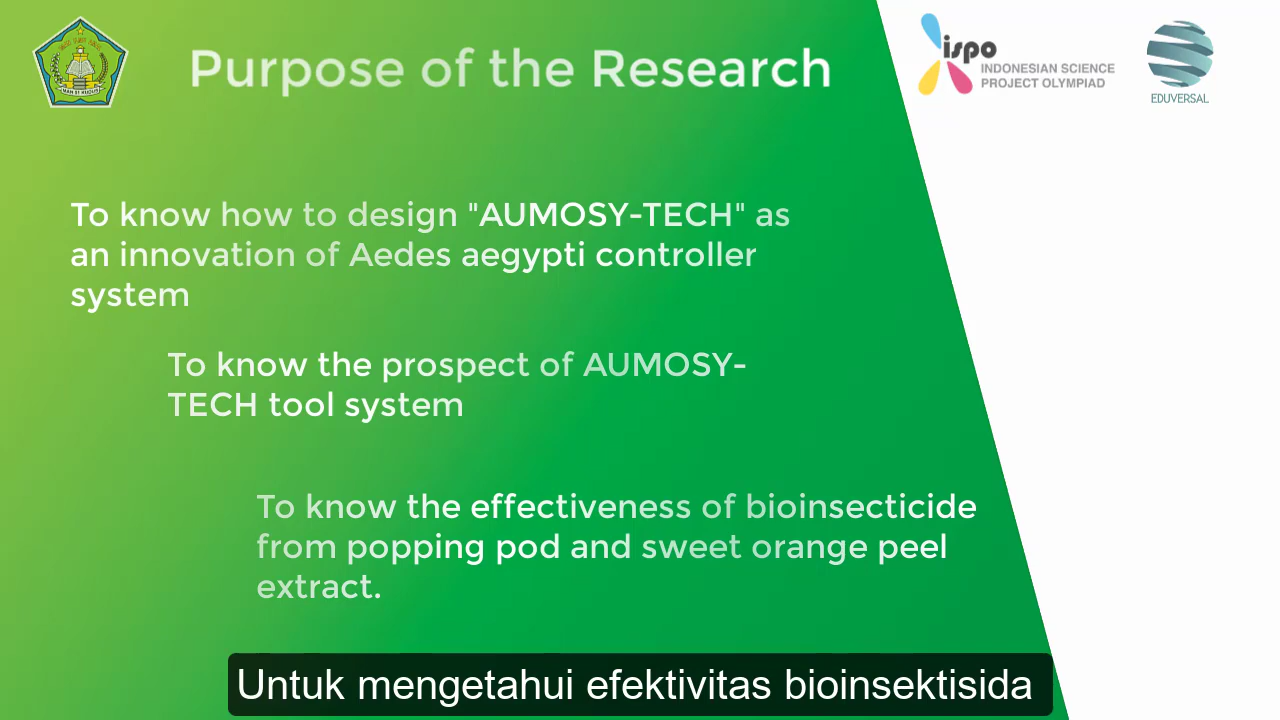 Purpose of the Research
ispo
INDONESIAN SCIENCE
PROJECT OLYMPIAD
EDUVERSAL
To know how to design "AUMOSY-TECH" as
an innovation of Aedes aegypti controller
system
To know the prospect of AUMOSY-
TECH tool system
To know the effectiveness of bioinsecticide
from popping pod and sweet orange peel
extract.
Untuk mengetahui efektivitas bioinsektisida